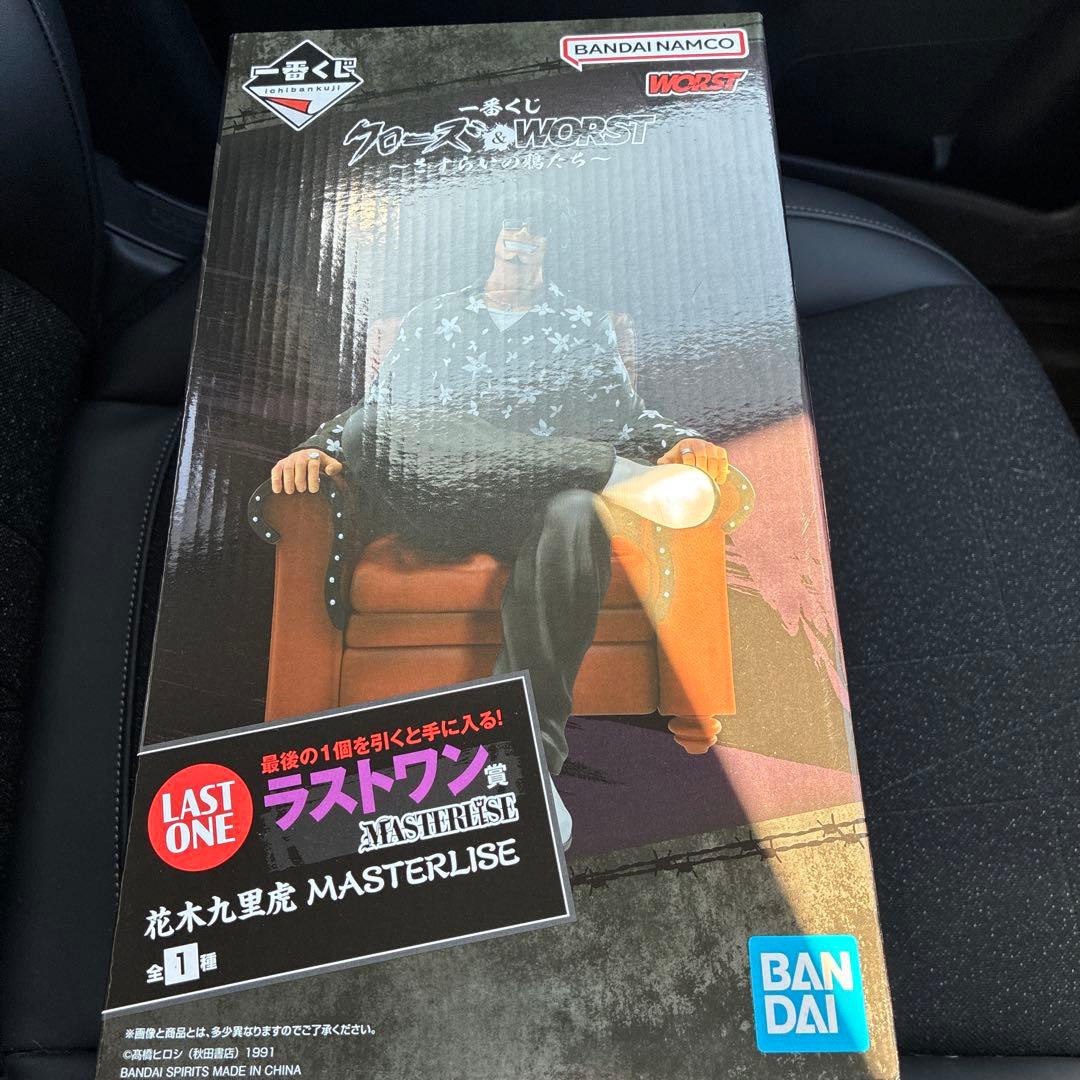 一番くじ
ichibankuji
BANDAI NAMCO
WORST
一番くじ
クローズ&WORST
～さすらいの鴉たち～
LAST ONE
最後の1個を引くと手に入る!
ラストワン賞
MASTERLISE
花木九里虎 MASTERLISE
全1種
BANDAI
※画像と商品とは、多少異なりますのでご了承ください。
©髙橋ヒロシ（秋田書店）1991
BANDAI SPIRITS MADE IN CHINA